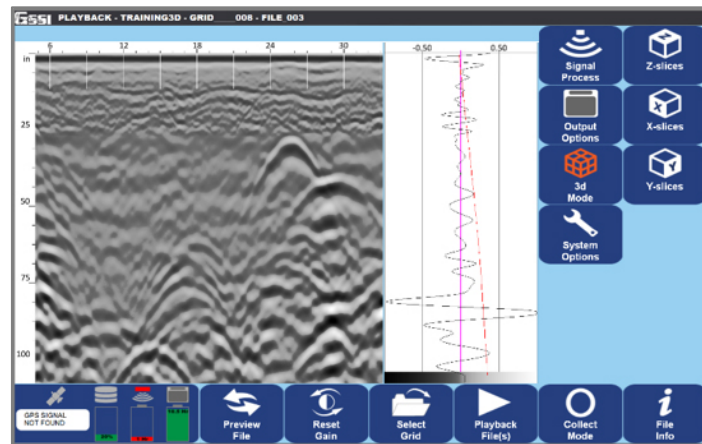 GSSI PLAYBACK - TRAINING3D - GRID____008 - FILE_003
6 12 18 24 30
in
25
50
75
100
-0.50 0.50
Signal
Process
Z-slices
Output
Options
X-slices
3d
Mode
Y-slices
System
Options
GPS SIGNAL
NOT FOUND
Preview
File
Reset
Gain
Select
Grid
Playback
File(s)
Collect
Mode
File
Info